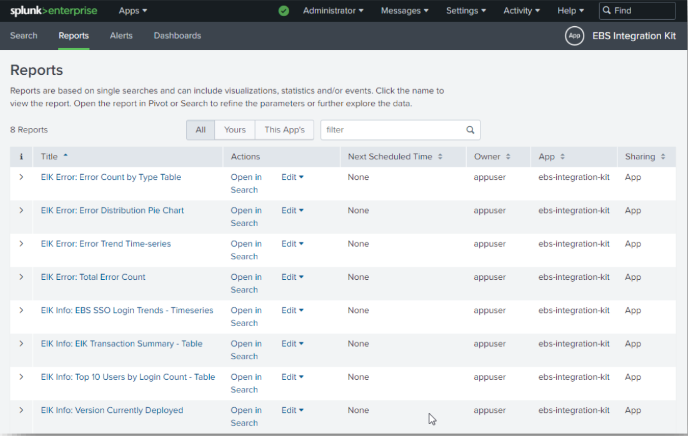 splunk>enterprise Apps Administrator Messages Settings Activity Help Find
Search Reports Alerts Dashboards App EBS Integration Kit
Reports
Reports are based on single searches and can include visualizations, statistics and/or events. Click the name to
view the report. Open the report in Pivot or Search to refine the parameters or further explore the data.
8 Reports All Yours This App's filter
i Title Actions Next Scheduled Time Owner App Sharing
EIK Error: Error Count by Type Table Open in Search Edit None appuser ebs-integration-kit App
EIK Error: Error Distribution Pie Chart Open in Search Edit None appuser ebs-integration-kit App
EIK Error: Error Trend Time-series Open in Search Edit None appuser ebs-integration-kit App
EIK Error: Total Error Count Open in Search Edit None appuser ebs-integration-kit App
EIK Info: EBS SSO Login Trends - Timeseries Open in Search Edit None appuser ebs-integration-kit App
EIK Info: EIK Transaction Summary - Table Open in Search Edit None appuser ebs-integration-kit App
EIK Info: Top 10 Users by Login Count - Table Open in Search Edit None appuser ebs-integration-kit App
EIK Info: Version Currently Deployed Open in Search Edit None appuser ebs-integration-kit App